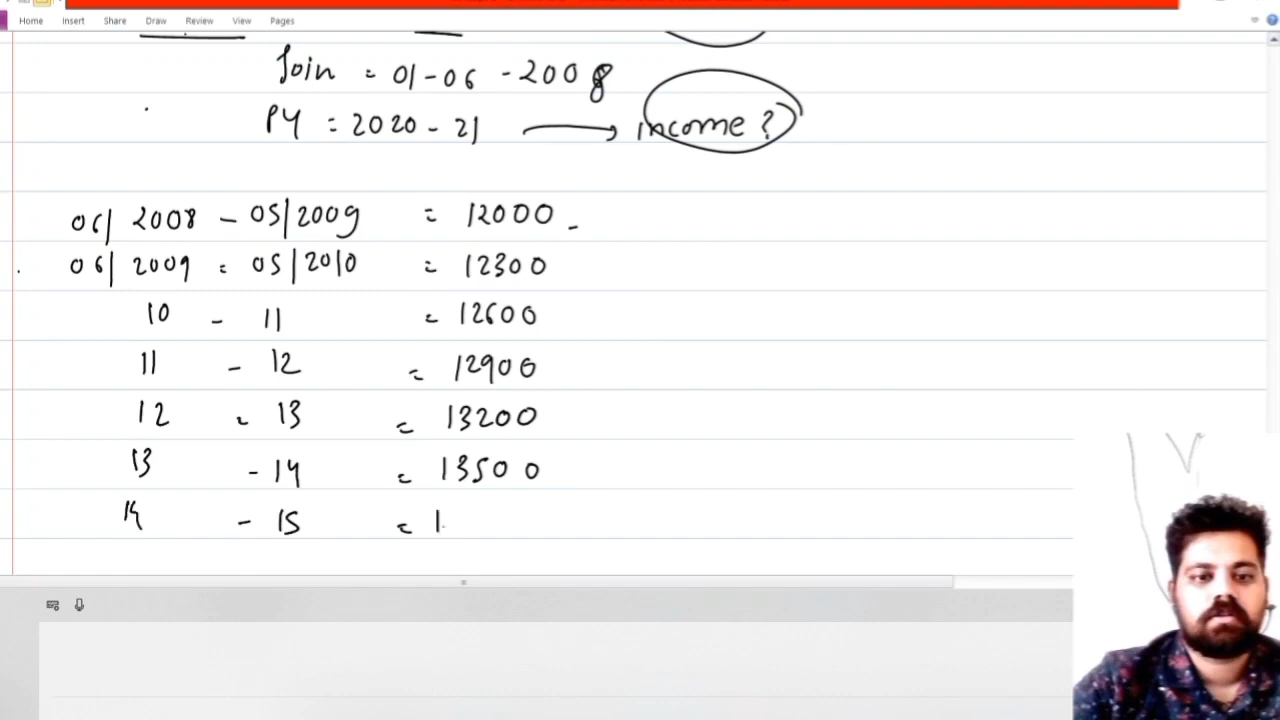 Home Insert Share Draw Review View Pages
Join = 01-06-2008
PY = 2020-21 → income?
06/2008 - 05/2009 = 12000 -
06/2009 = 05/2010 = 12300
10 - 11 = 12600
11 - 12 = 12900
12 = 13 = 13200
13 - 14 = 13500
14 - 15 = 1